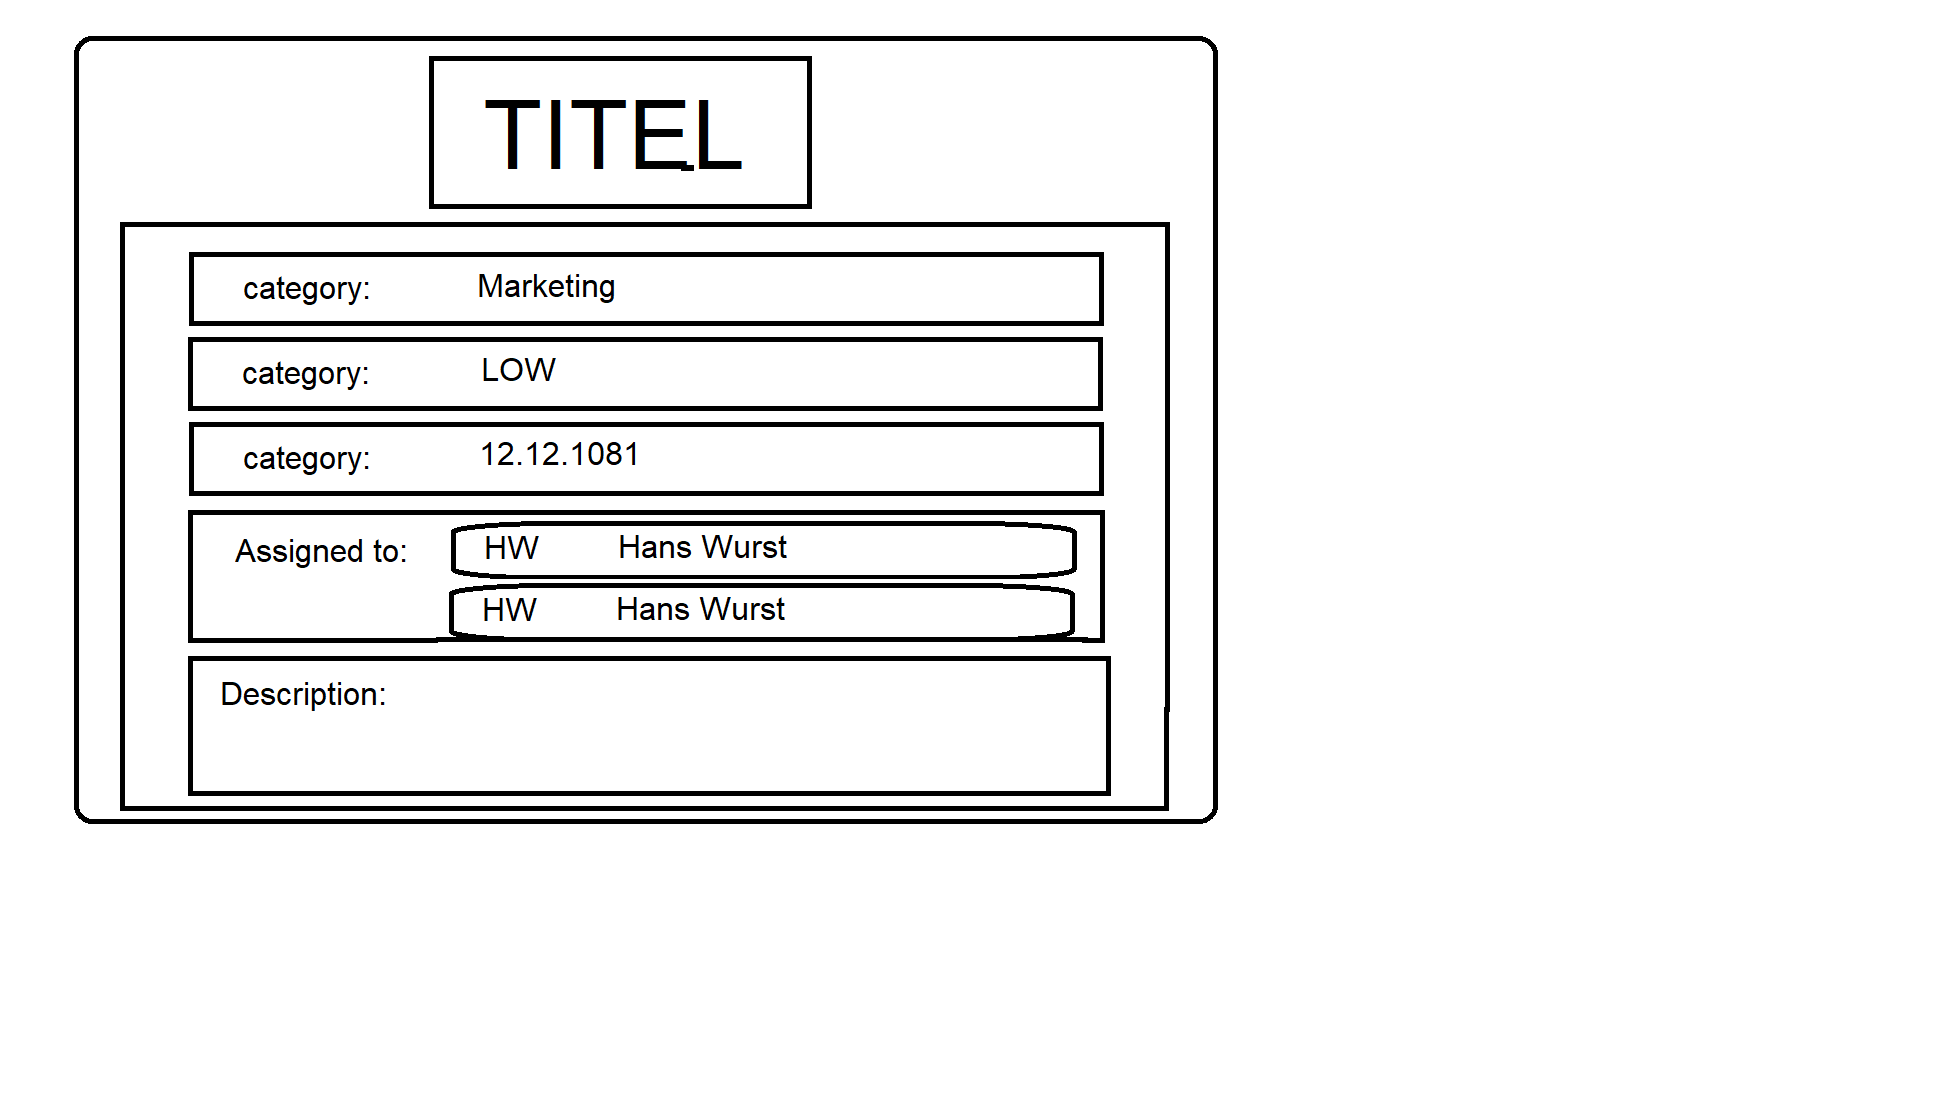 TITEL
category: Marketing
category: LOW
category: 12.12.1081
Assigned to: HW Hans Wurst
HW Hans Wurst
Description: